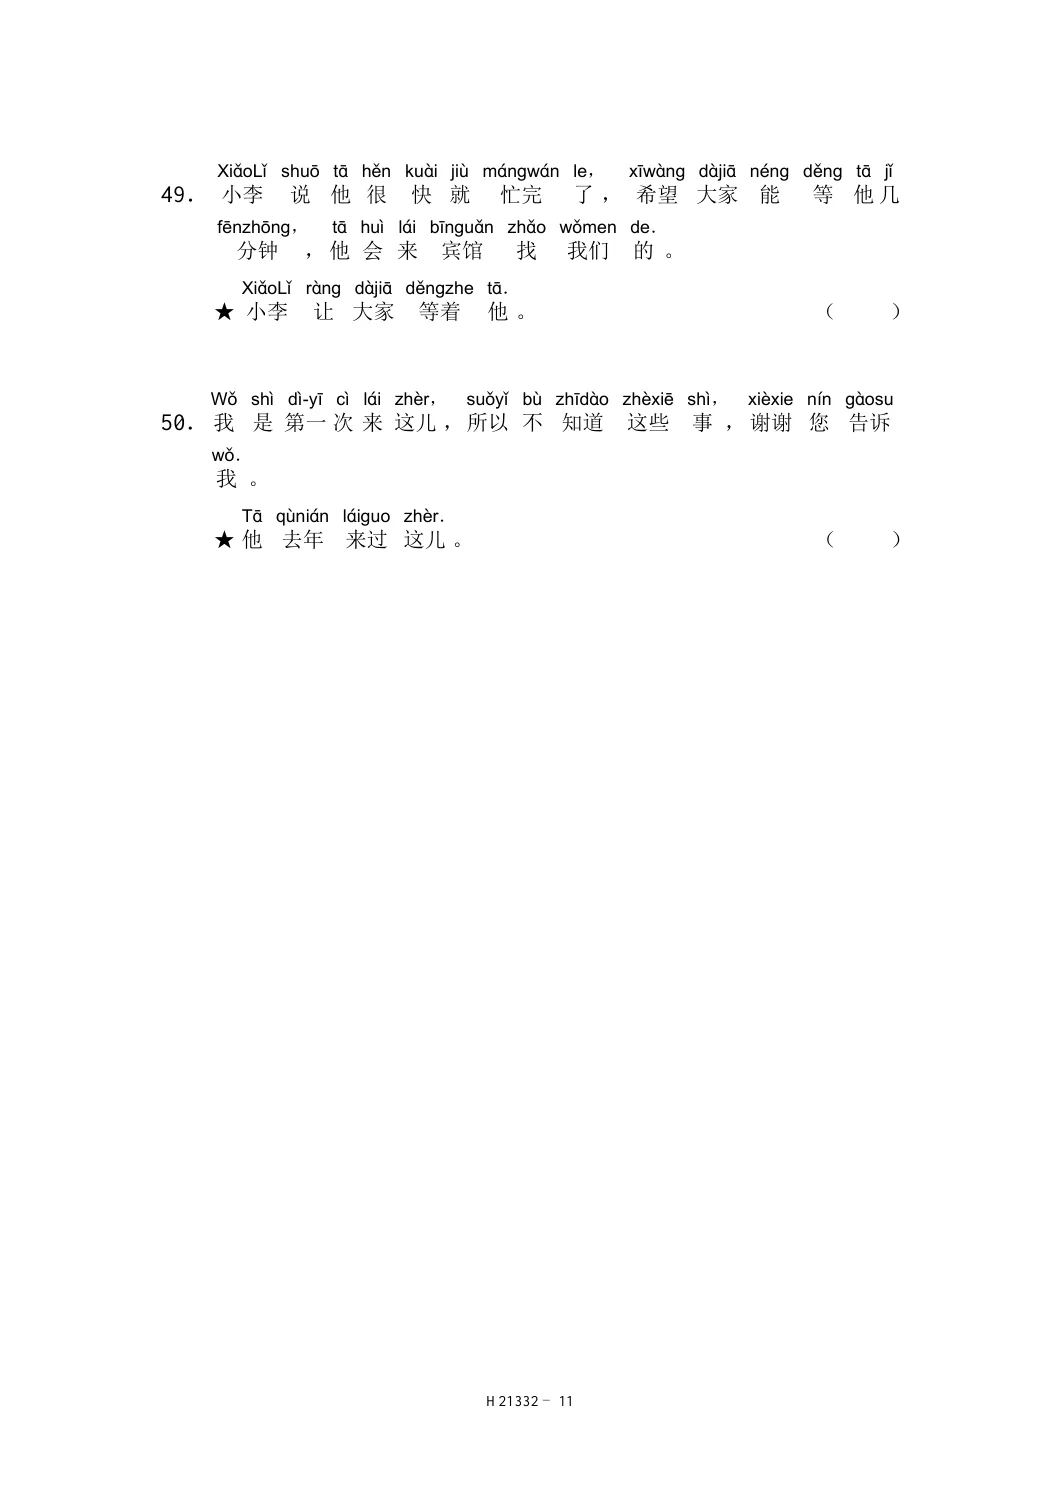 XiǎoLǐ shuō tā hěn kuài jiù mángwán le, xīwàng dàjiā néng děng tā jǐ
49. 小李 说 他 很 快 就 忙完 了， 希望 大家 能 等 他 几
fēnzhōng, tā huì lái bīnguǎn zhǎo wǒmen de.
分钟 ，他 会 来 宾馆 找 我们 的 。
XiǎoLǐ ràng dàjiā děngzhe tā.
★ 小李 让 大家 等着 他 。 （ ）
Wǒ shì dì-yī cì lái zhèr, suǒyǐ bù zhīdào zhèxiē shì, xièxie nín gàosu
50. 我 是 第一 次 来 这儿，所以 不 知道 这些 事 ，谢谢 您 告诉
wǒ.
我 。
Tā qùnián láiguo zhèr.
★ 他 去年 来过 这儿 。 （ ）
H21332－ 11